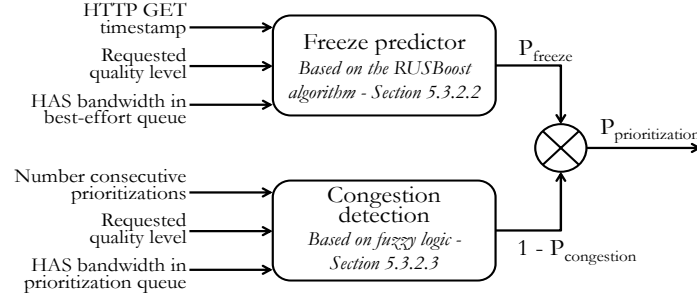 HTTP GET
timestamp
Requested
quality level
HAS bandwidth in
best-effort queue
Freeze predictor
Based on the RUSBoost
algorithm - Section 5.3.2.2
P_freeze
P_prioritization
Number consecutive
prioritizations
Requested
quality level
HAS bandwidth in
prioritization queue
Congestion
detection
Based on fuzzy logic -
Section 5.3.2.3
1 - P_congestion